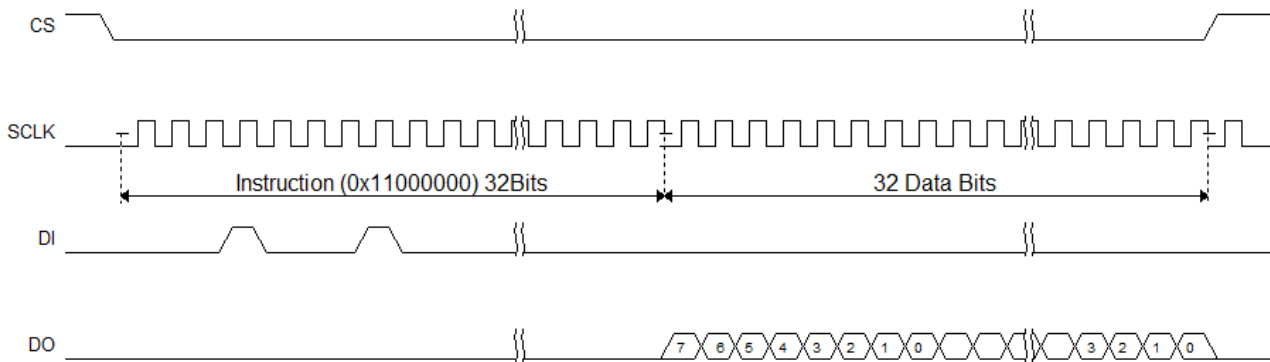 CS
SCLK
Instruction (0x11000000) 32Bits
32 Data Bits
DI
DO
7 6 5 4 3 2 1 0 3 2 1 0